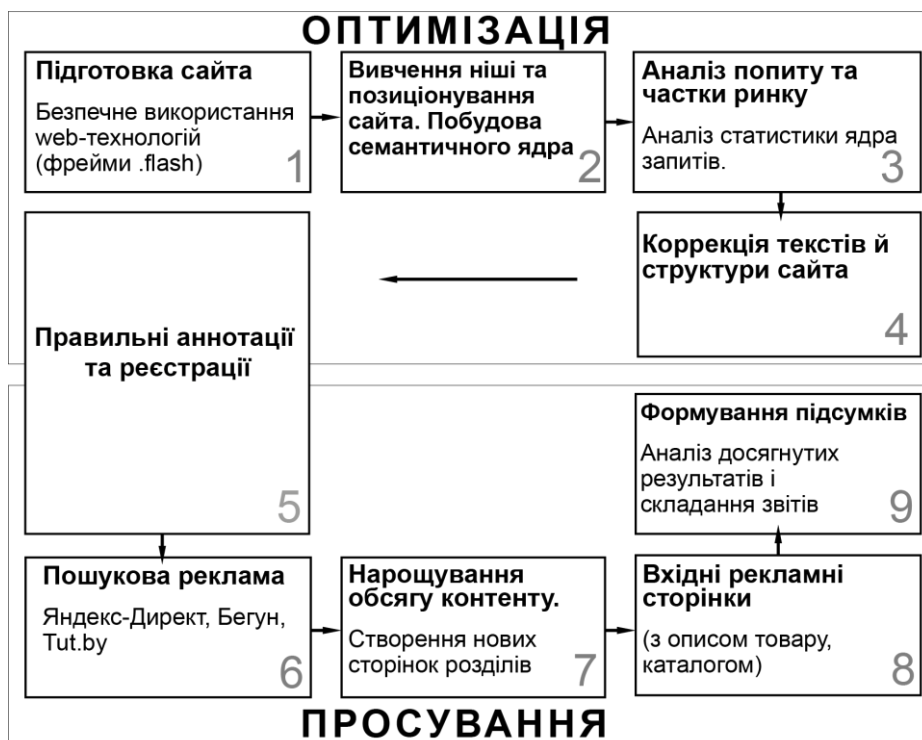 ОПТИМІЗАЦІЯ
Підготовка сайта
Безпечне використання
web-технологій
(фрейми .flash)
1
Вивчення ніші та
позиціонування
сайта. Побудова
семантичного ядра
2
Аналіз попиту та
частки ринку
Аналіз статистики ядра
запитів.
3
Коррекція текстів й
структури сайта
4
Правильні аннотації
та реєстрації
5
Пошукова реклама
Яндекс-Директ, Бегун,
Tut.by
6
Нарощування
обсягу контенту.
Створення нових
сторінок розділів
7
Вхідні рекламні
сторінки
(з описом товару,
каталогом)
8
Формування підсумків
Аналіз досягнутих
результатів і
складання звітів
9
ПРОСУВАННЯ